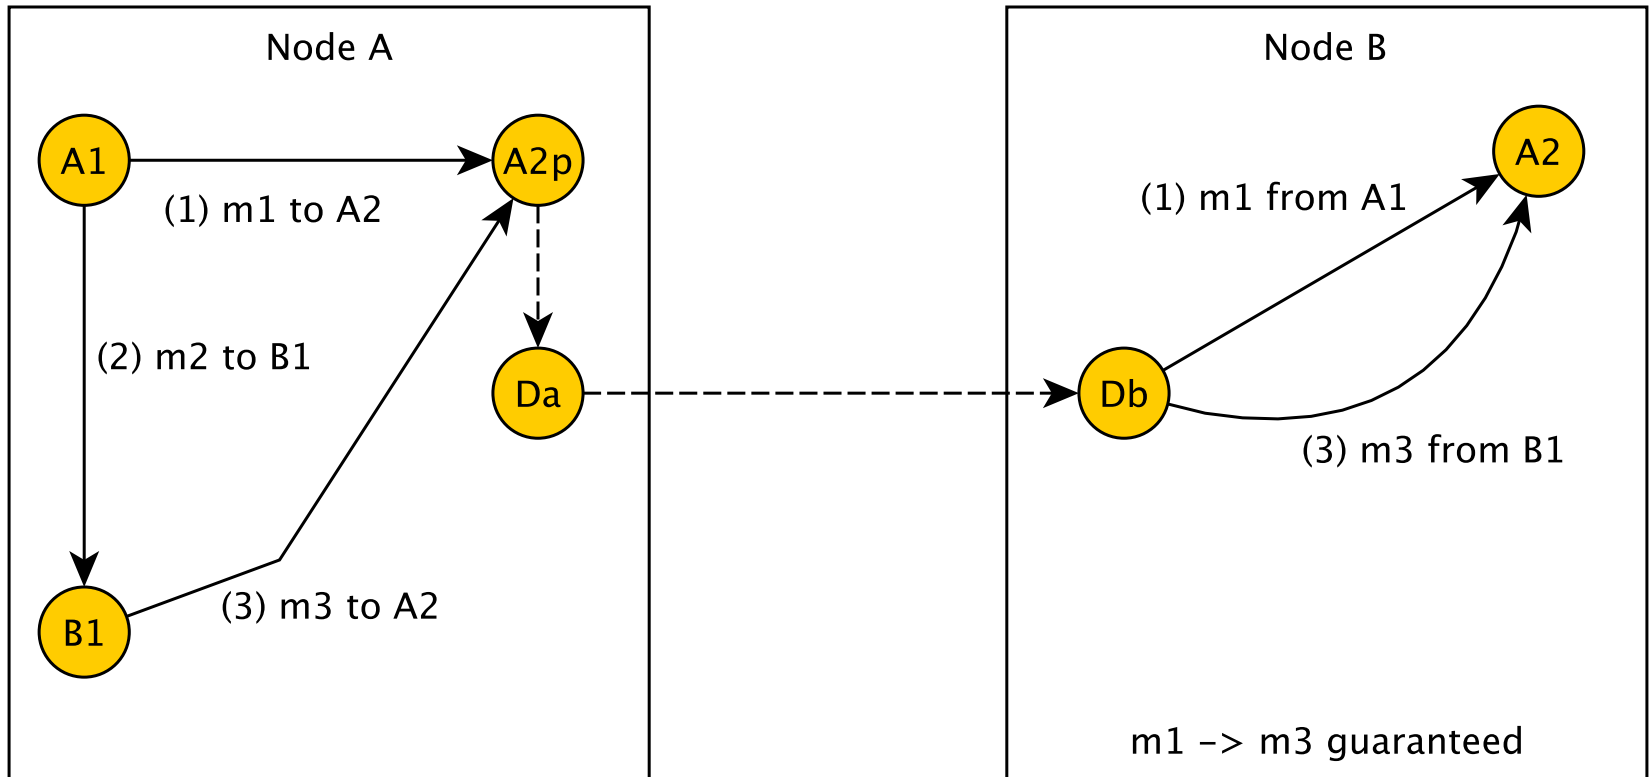 Node A
A1
A2p
(1) m1 to A2
(2) m2 to B1
Da
B1
(3) m3 to A2
Node B
A2
(1) m1 from A1
Db
(3) m3 from B1
m1 –> m3 guaranteed